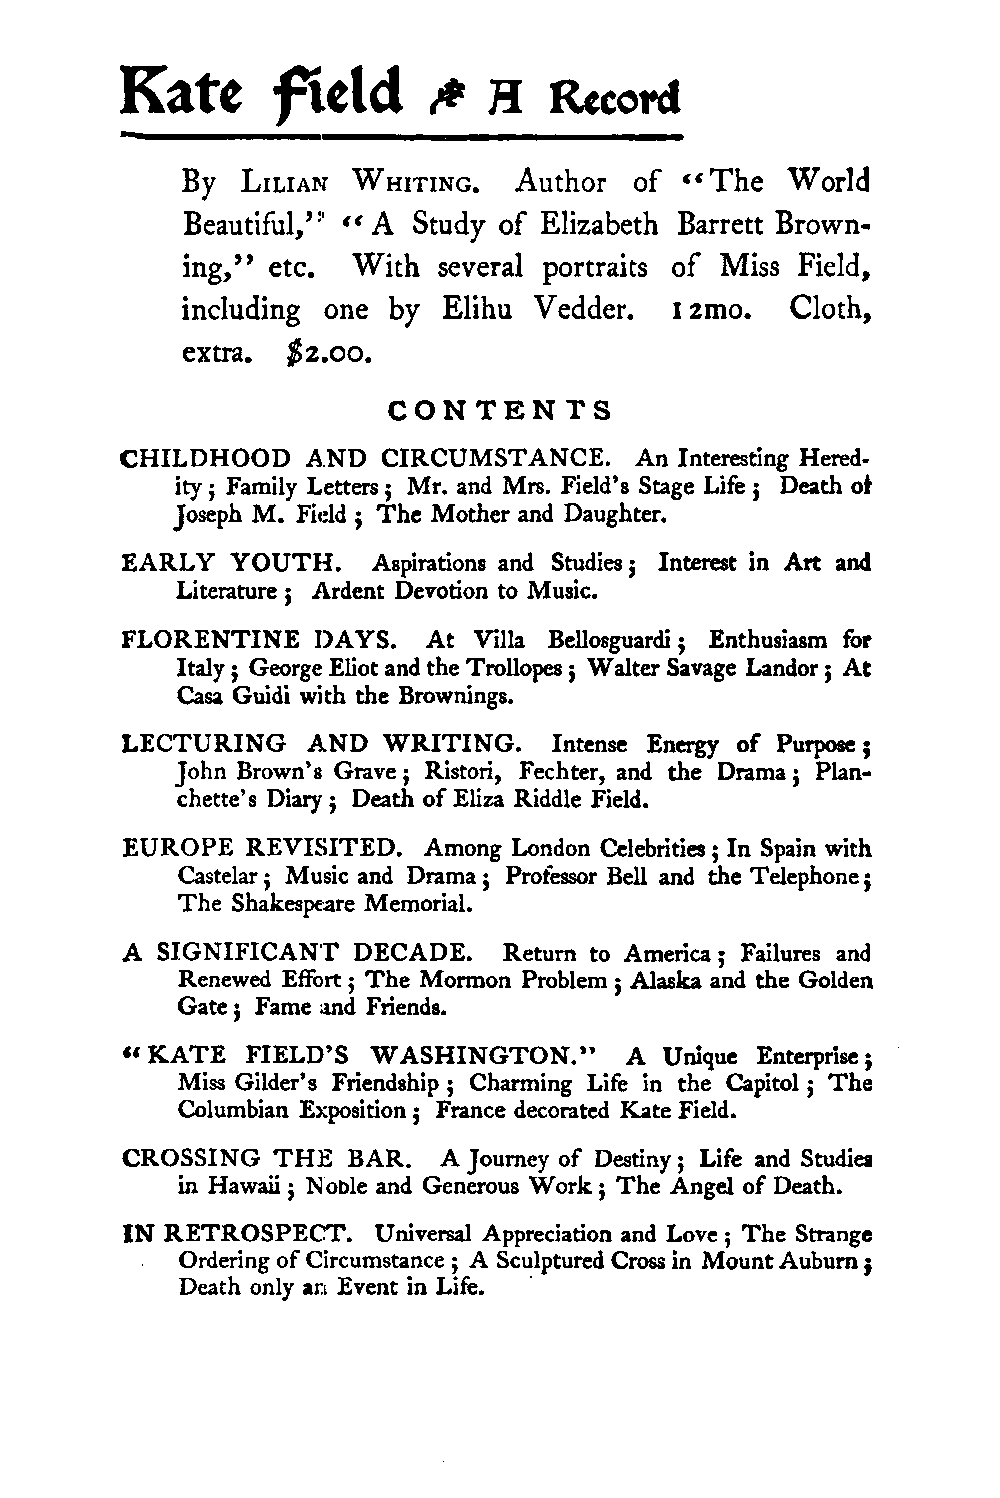 Kate Field ❧ A Record
By LILIAN WHITING. Author of “The World
Beautiful,” “A Study of Elizabeth Barrett Brown-
ing,” etc. With several portraits of Miss Field,
including one by Elihu Vedder. 12mo. Cloth,
extra. $2.00.
CONTENTS
CHILDHOOD AND CIRCUMSTANCE. An Interesting Hered-
ity; Family Letters; Mr. and Mrs. Field's Stage Life; Death of
Joseph M. Field; The Mother and Daughter.
EARLY YOUTH. Aspirations and Studies; Interest in Art and
Literature; Ardent Devotion to Music.
FLORENTINE DAYS. At Villa Bellosguardi; Enthusiasm for
Italy; George Eliot and the Trollopes; Walter Savage Landor; At
Casa Guidi with the Brownings.
LECTURING AND WRITING. Intense Energy of Purpose;
John Brown's Grave; Ristori, Fechter, and the Drama; Plan-
chette's Diary; Death of Eliza Riddle Field.
EUROPE REVISITED. Among London Celebrities; In Spain with
Castelar; Music and Drama; Professor Bell and the Telephone;
The Shakespeare Memorial.
A SIGNIFICANT DECADE. Return to America; Failures and
Renewed Effort; The Mormon Problem; Alaska and the Golden
Gate; Fame and Friends.
“KATE FIELD'S WASHINGTON.” A Unique Enterprise;
Miss Gilder's Friendship; Charming Life in the Capitol; The
Columbian Exposition; France decorated Kate Field.
CROSSING THE BAR. A Journey of Destiny; Life and Studies
in Hawaii; Noble and Generous Work; The Angel of Death.
IN RETROSPECT. Universal Appreciation and Love; The Strange
Ordering of Circumstance; A Sculptured Cross in Mount Auburn;
Death only an Event in Life.